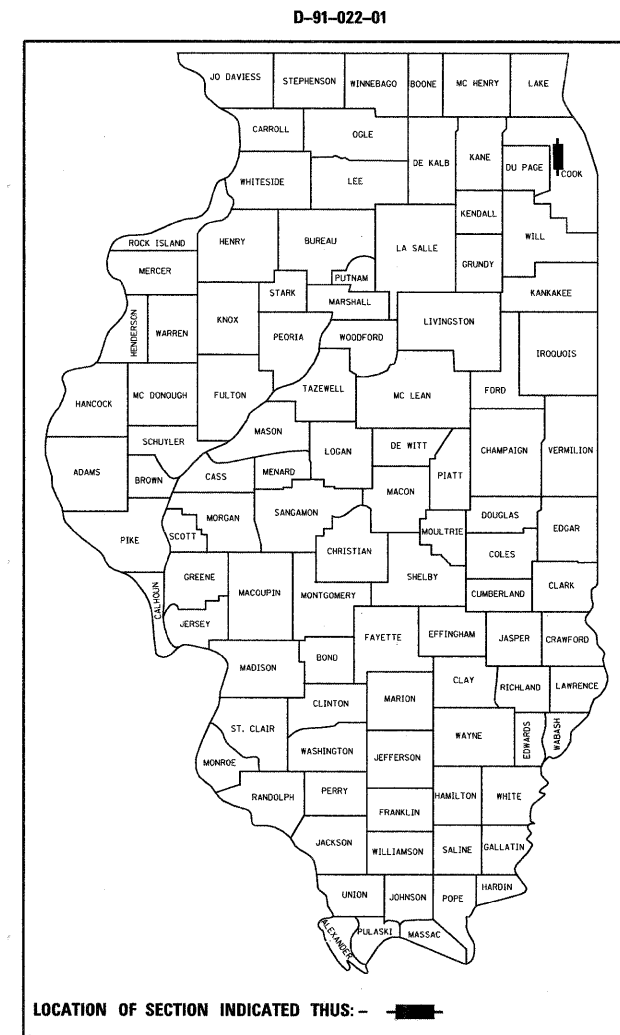 D-91-022-01
JO DAVIESS STEPHENSON WINNEBAGO BOONE MC HENRY LAKE
CARROLL OGLE
DE KALB KANE DU PAGE COOK
WHITESIDE LEE
KENDALL
ROCK ISLAND HENRY BUREAU LA SALLE WILL
MERCER PUTNAM GRUNDY
STARK MARSHALL KANKAKEE
HENDERSON WARREN KNOX PEORIA WOODFORD LIVINGSTON
IROQUOIS
HANCOCK MC DONOUGH FULTON TAZEWELL MC LEAN FORD
SCHUYLER MASON LOGAN DE WITT CHAMPAIGN VERMILION
ADAMS BROWN CASS MENARD PIATT
MACON
PIKE SCOTT MORGAN SANGAMON MOULTRIE DOUGLAS EDGAR
CHRISTIAN COLES
CALHOUN GREENE MACOUPIN MONTGOMERY SHELBY CUMBERLAND CLARK
JERSEY FAYETTE EFFINGHAM JASPER CRAWFORD
MADISON BOND
CLAY RICHLAND LAWRENCE
CLINTON MARION
ST. CLAIR WAYNE EDWARDS WABASH
MONROE WASHINGTON JEFFERSON
RANDOLPH PERRY HAMILTON WHITE
FRANKLIN
JACKSON WILLIAMSON SALINE GALLATIN
UNION JOHNSON POPE HARDIN
ALEXANDER PULASKI MASSAC
LOCATION OF SECTION INDICATED THUS: -